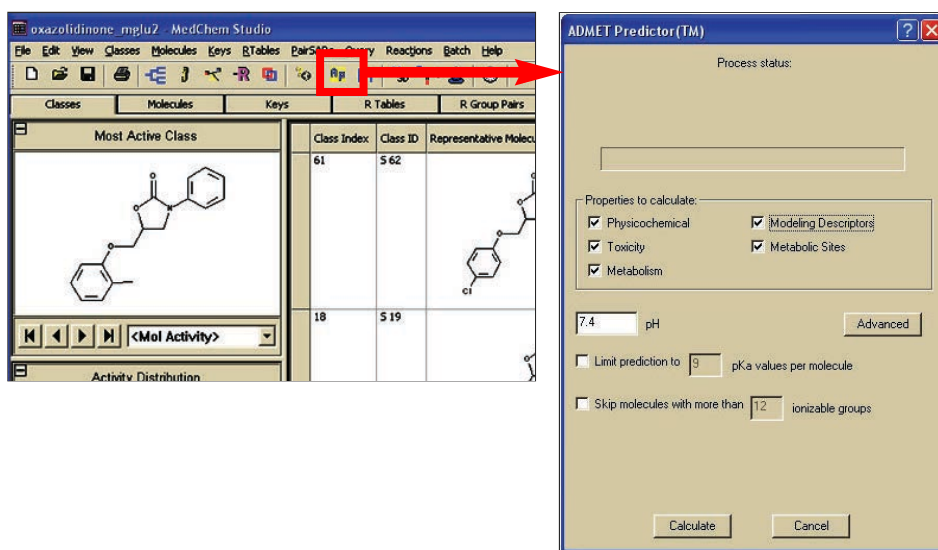 oxazolidinone_mglu2 - MedChem Studio
File Edit View Classes Molecules Keys RTables PairSARs Query Reactions Batch Help
Classes Molecules Keys R Tables R Group Pairs
Most Active Class
O
O
N
O
<Mol Activity>
Activity Distribution
Class Index Class ID Representative Molecu
61 S 62
O
Cl
18 S 19
ADMET Predictor(TM)
Process status:
Properties to calculate:
Physicochemical Modeling Descriptors
Toxicity Metabolic Sites
Metabolism
7.4 pH Advanced
Limit prediction to 9 pKa values per molecule
Skip molecules with more than 12 ionizable groups
Calculate Cancel